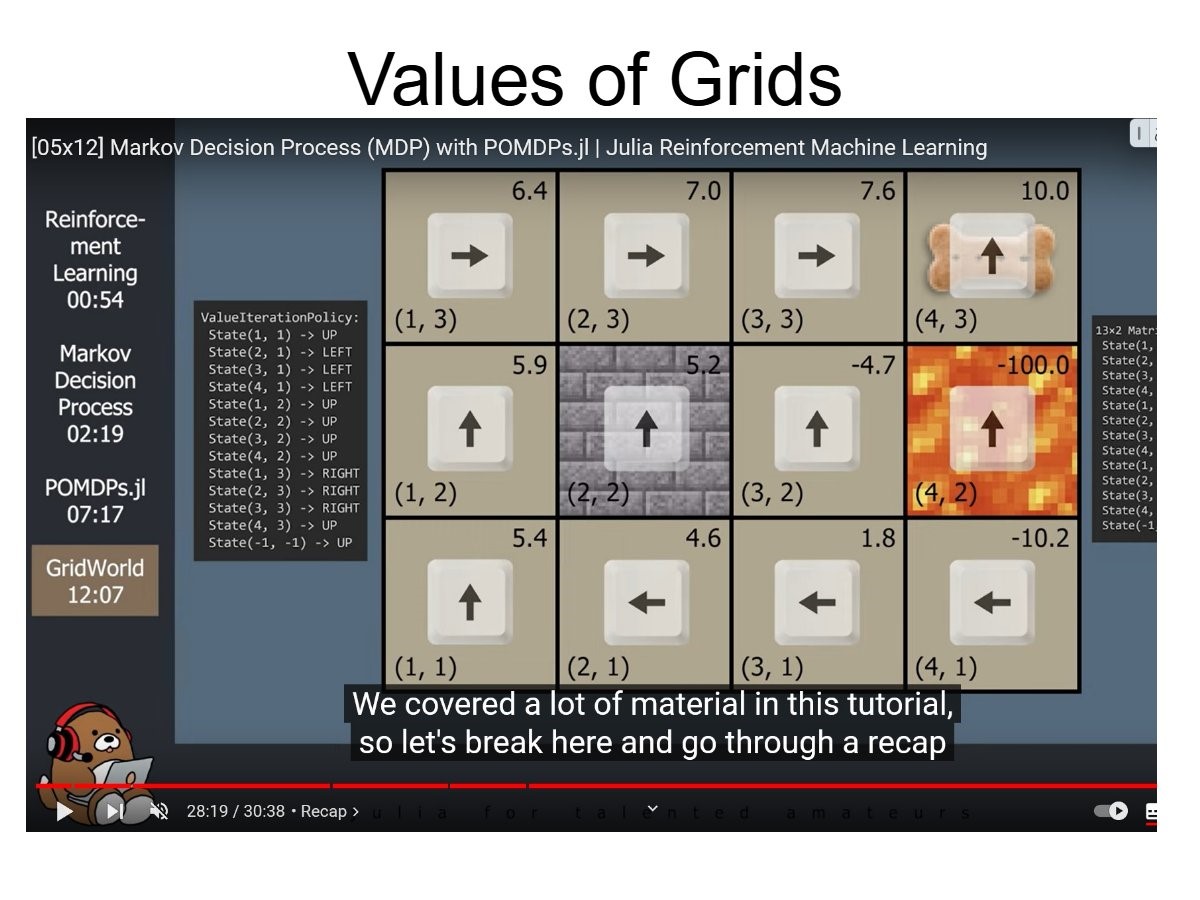 Values of Grids
[05x12] Markov Decision Process (MDP) with POMDPs.jl | Julia Reinforcement Machine Learning
Reinforce-
ment
Learning
00:54
Markov
Decision
Process
02:19
POMDPs.jl
07:17
GridWorld
12:07
ValueIterationPolicy:
State(1, 1) -> UP
State(2, 1) -> LEFT
State(3, 1) -> LEFT
State(4, 1) -> LEFT
State(1, 2) -> UP
State(2, 2) -> UP
State(3, 2) -> UP
State(4, 2) -> UP
State(1, 3) -> RIGHT
State(2, 3) -> RIGHT
State(3, 3) -> RIGHT
State(4, 3) -> UP
State(-1, -1) -> UP
6.4 7.0 7.6 10.0
(1, 3) (2, 3) (3, 3) (4, 3)
5.9 5.2 -4.7 -100.0
(1, 2) (2, 2) (3, 2) (4, 2)
5.4 4.6 1.8 -10.2
(1, 1) (2, 1) (3, 1) (4, 1)
13×2 Matr
State(1,
State(2,
State(3,
State(4,
State(1,
State(2,
State(3,
State(4,
State(1,
State(2,
State(3,
State(4,
State(-1
We covered a lot of material in this tutorial,
so let's break here and go through a recap
28:19 / 30:38 • Recap
julia for talented amateurs